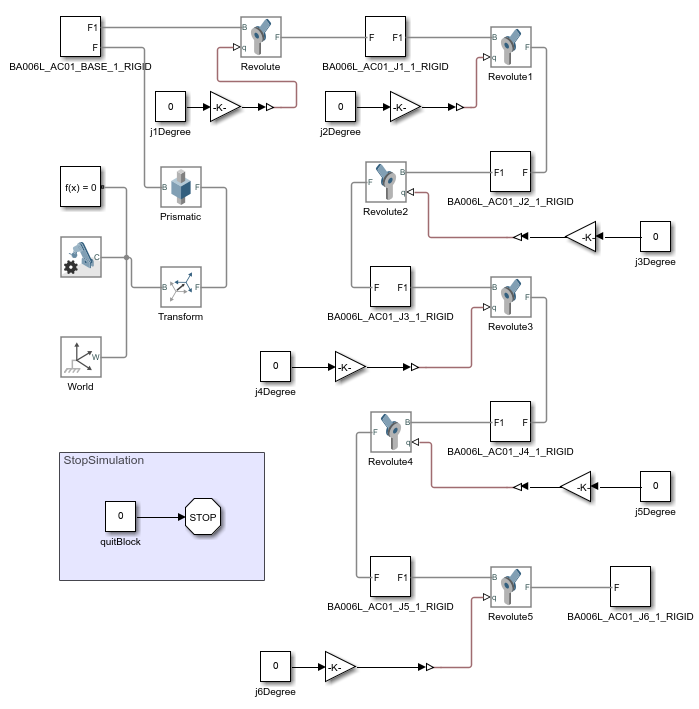 F1
F
BA006L_AC01_BASE_1_RIGID
B
q
F
Revolute
F
F1
BA006L_AC01_J1_1_RIGID
B
q
F
Revolute1
0
-K-
j1Degree
0
-K-
j2Degree
f(x) = 0
B
F
Prismatic
F
B
q
Revolute2
F1
F
BA006L_AC01_J2_1_RIGID
-K-
0
j3Degree
C
B
F
Transform
F
F1
BA006L_AC01_J3_1_RIGID
B
q
F
Revolute3
W
World
0
-K-
j4Degree
F
B
q
Revolute4
F1
F
BA006L_AC01_J4_1_RIGID
-K-
0
j5Degree
StopSimulation
0
STOP
quitBlock
F
F1
BA006L_AC01_J5_1_RIGID
B
q
F
Revolute5
F
BA006L_AC01_J6_1_RIGID
0
-K-
j6Degree